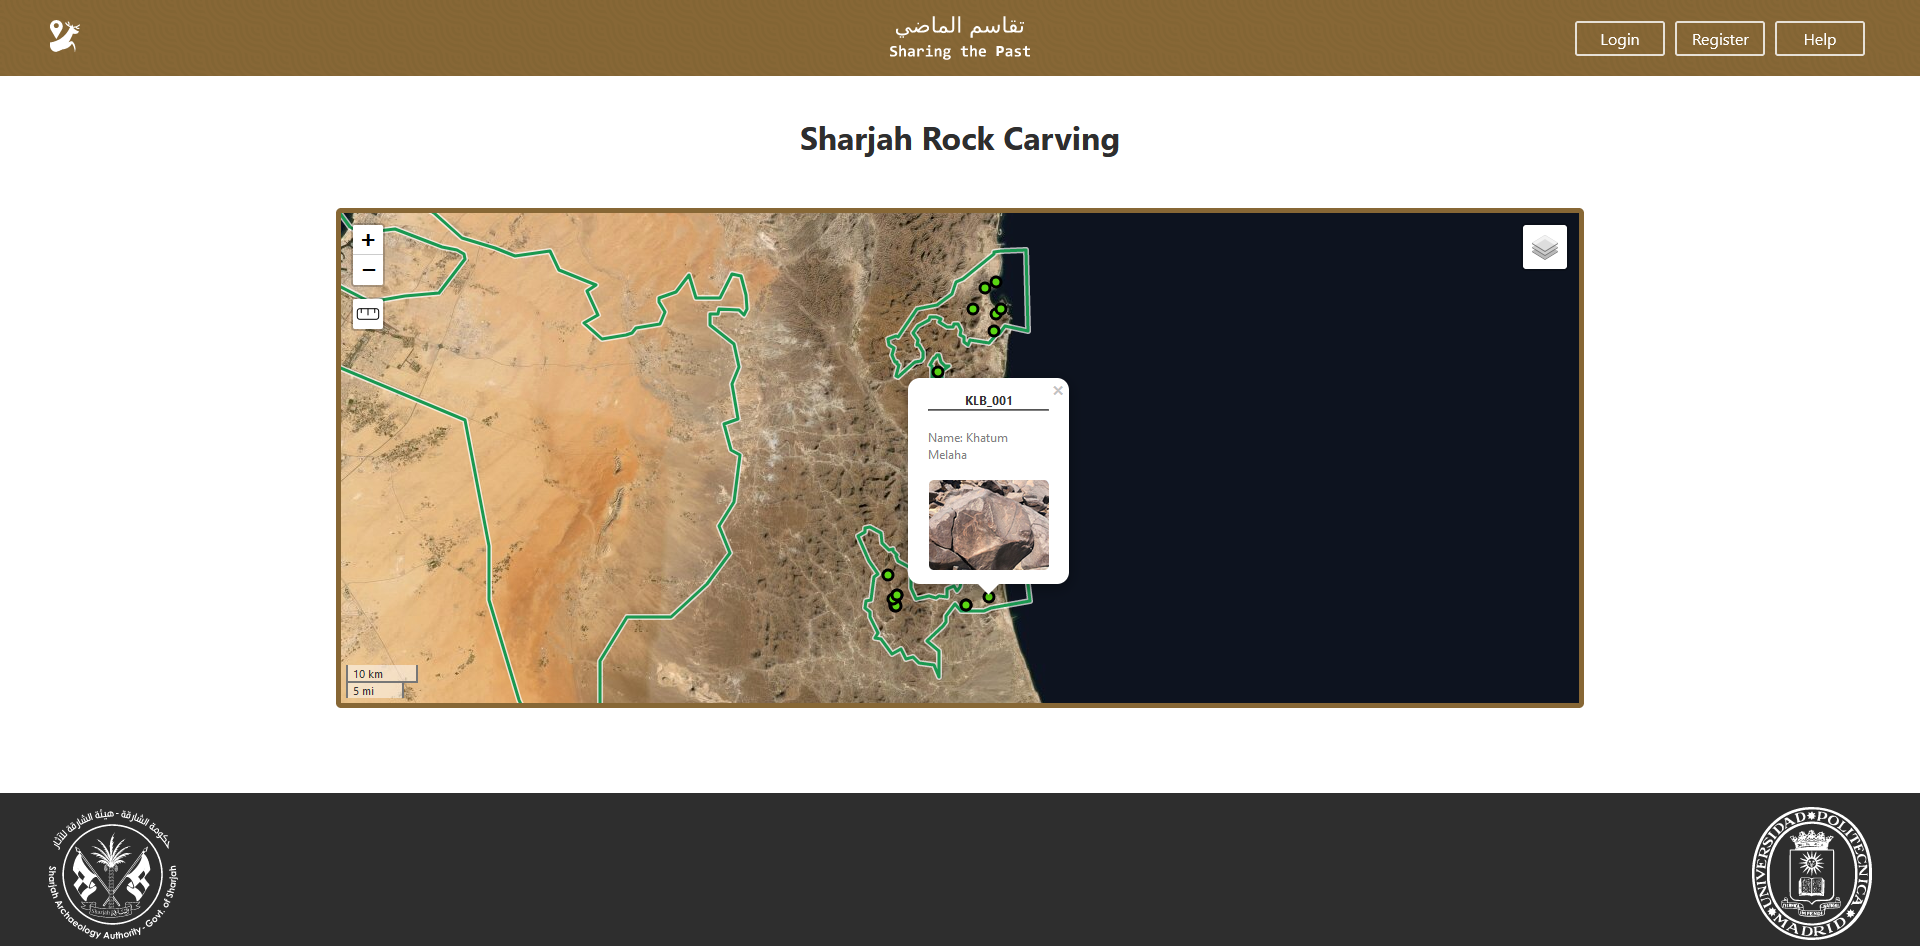 تقاسم الماضي
Sharing the Past
Login
Register
Help
Sharjah Rock Carving
+
−
KLB_001
×
Name: Khatum
Melaha
10 km
5 mi
حكومة الشارقة - هيئة الشارقة للآثار
Sharjah Archaeology Authority - Govt. of Sharjah
UNIVERSIDAD POLITECNICA
MADRID